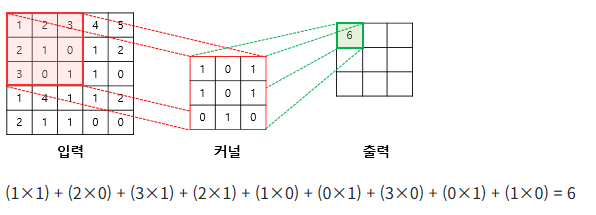 1 2 3 4 5
2 1 0 1 2
3 0 1 1 0
1 4 1 1 2
2 1 1 0 0
1 0 1
1 0 1
0 1 0
6
입력 커널 출력
(1×1) + (2×0) + (3×1) + (2×1) + (1×0) + (0×1) + (3×0) + (0×1) + (1×0) = 6